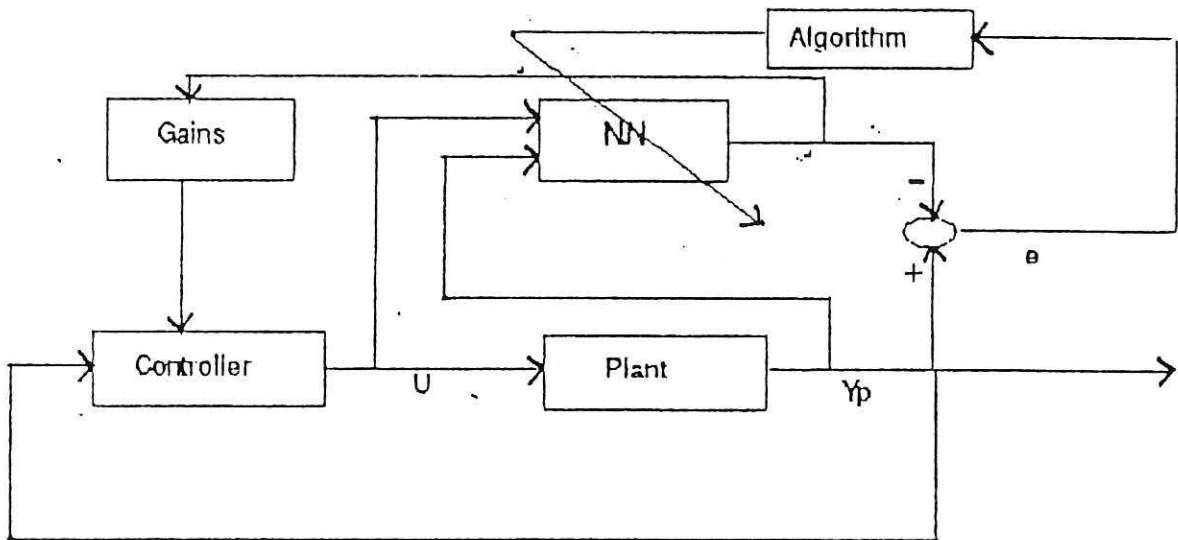 Algorithm
Gains
NN
-
+
e
Controller
U
Plant
Yp